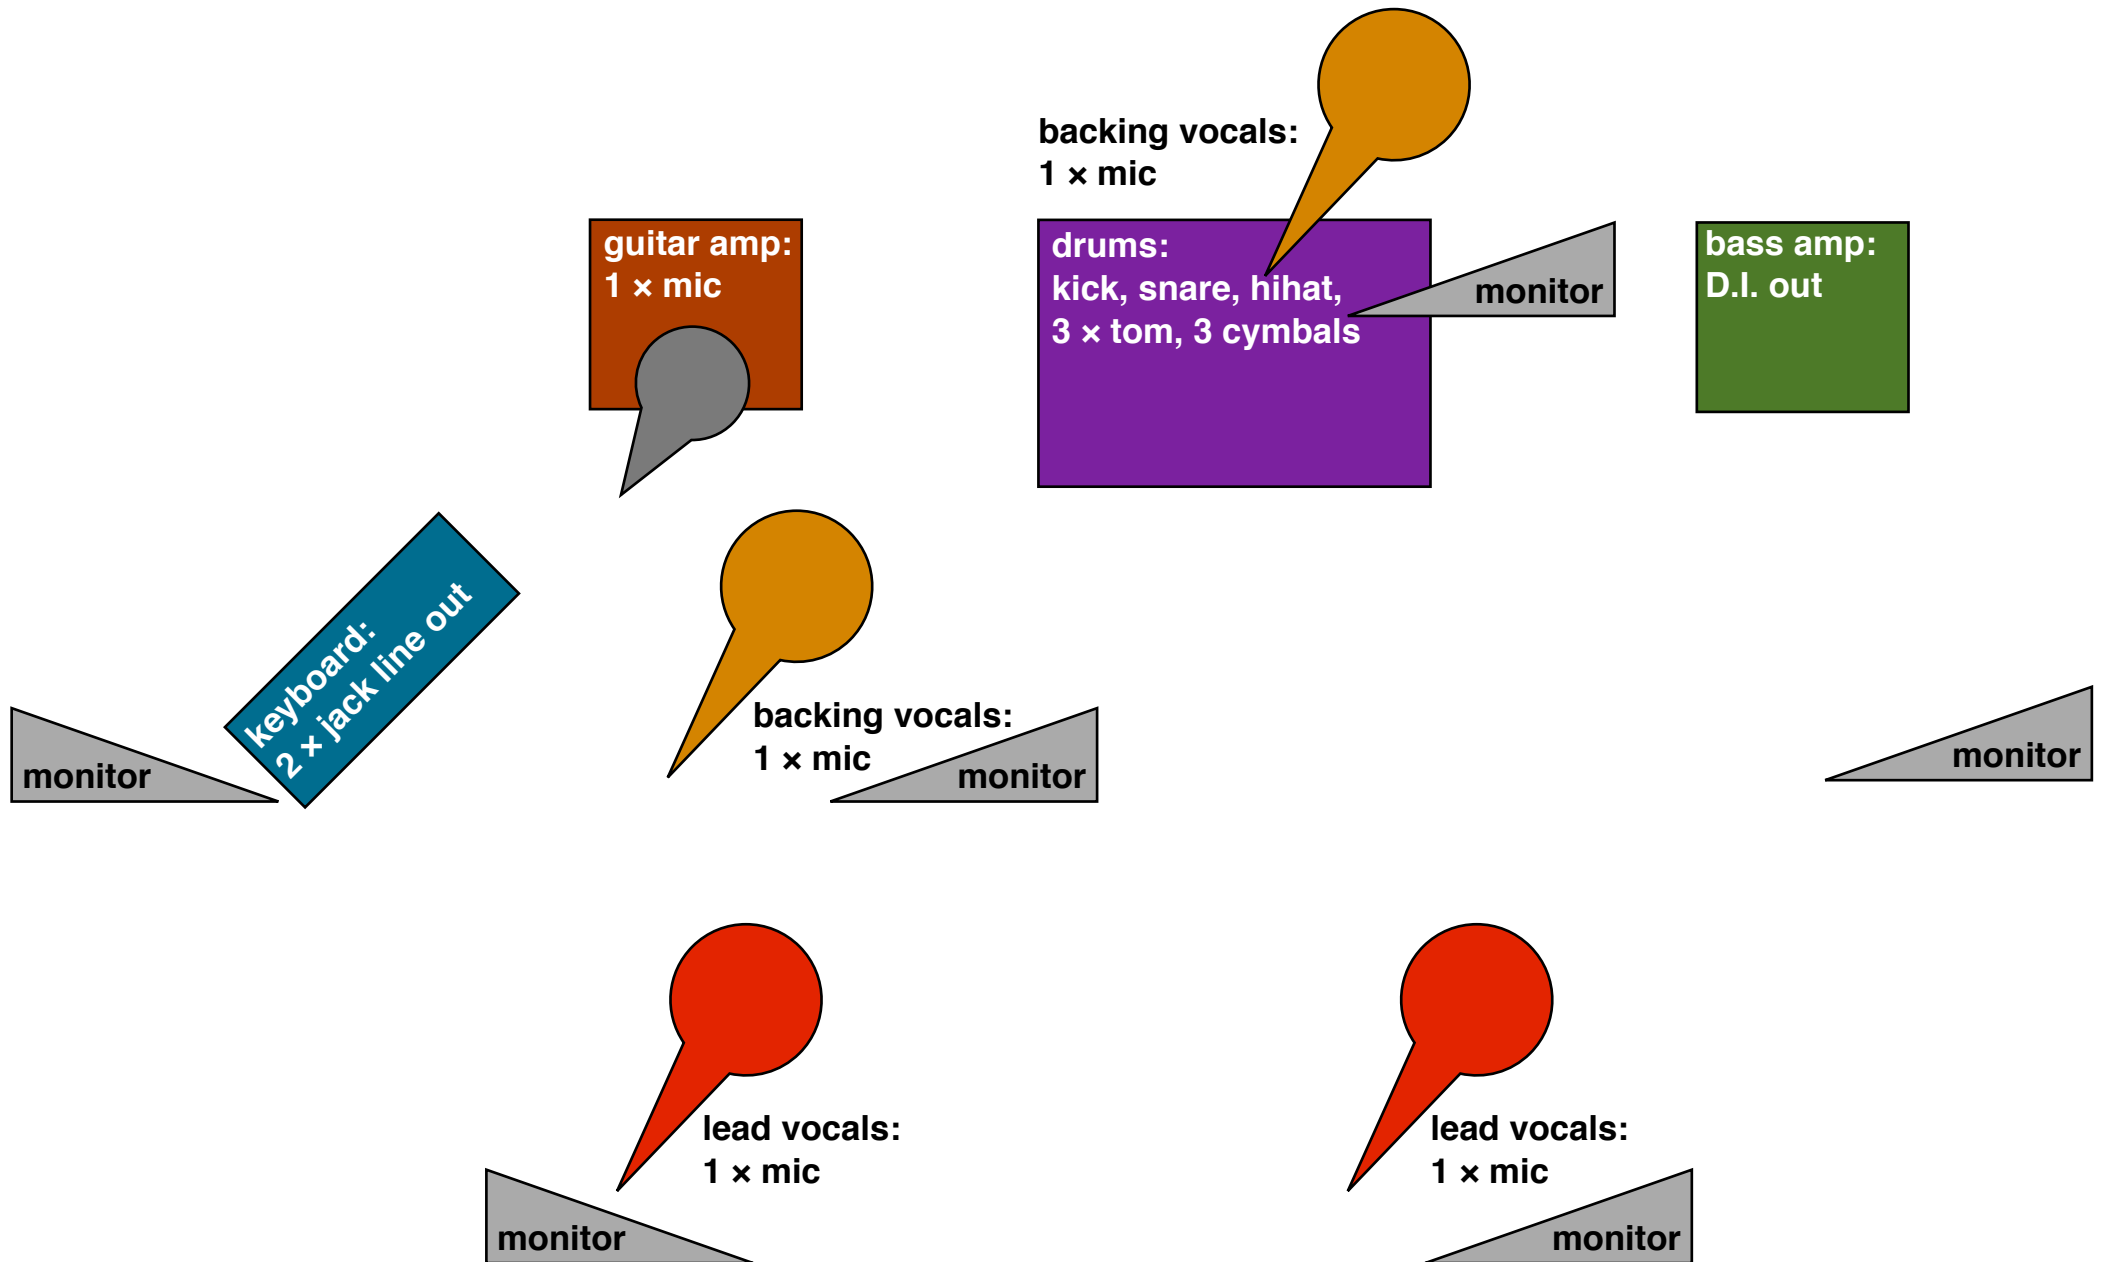 backing vocals:
1 × mic
guitar amp:
1 × mic
drums:
kick, snare, hihat,
3 × tom, 3 cymbals
monitor
bass amp:
D.I. out
keyboard:
2 × jack line out
monitor
backing vocals:
1 × mic
monitor
monitor
lead vocals:
1 × mic
monitor
lead vocals:
1 × mic
monitor